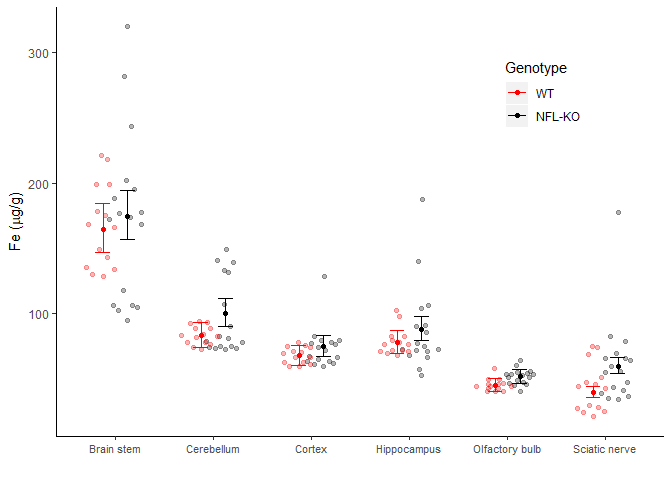 300
Genotype
WT
NFL-KO
Fe (µg/g)
200
100
Brain stem Cerebellum Cortex Hippocampus Olfactory bulb Sciatic nerve